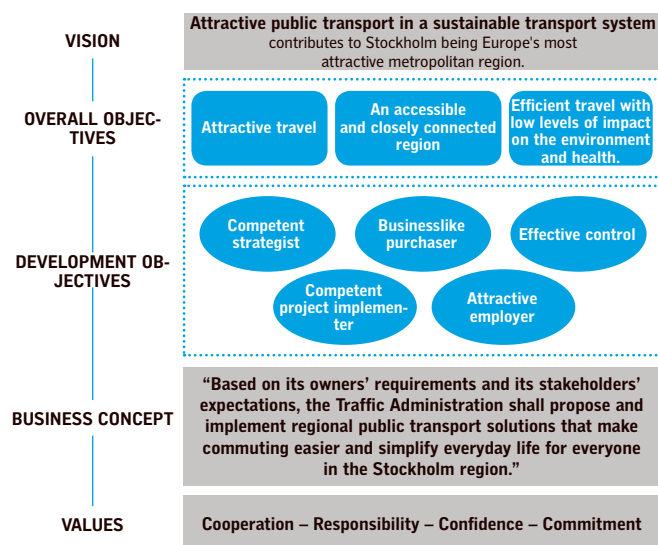 VISION
Attractive public transport in a sustainable transport system
contributes to Stockholm being Europe's most
attractive metropolitan region.
OVERALL OBJEC-
TIVES
Attractive travel
An accessible
and closely connected
region
Efficient travel with
low levels of impact
on the environment
and health.
DEVELOPMENT OB-
JECTIVES
Competent
strategist
Businesslike
purchaser
Effective control
Competent
project implemen-
ter
Attractive
employer
BUSINESS CONCEPT
“Based on its owners’ requirements and its stakeholders’
expectations, the Traffic Administration shall propose and
implement regional public transport solutions that make
commuting easier and simplify everyday life for everyone
in the Stockholm region.”
VALUES
Cooperation – Responsibility – Confidence – Commitment